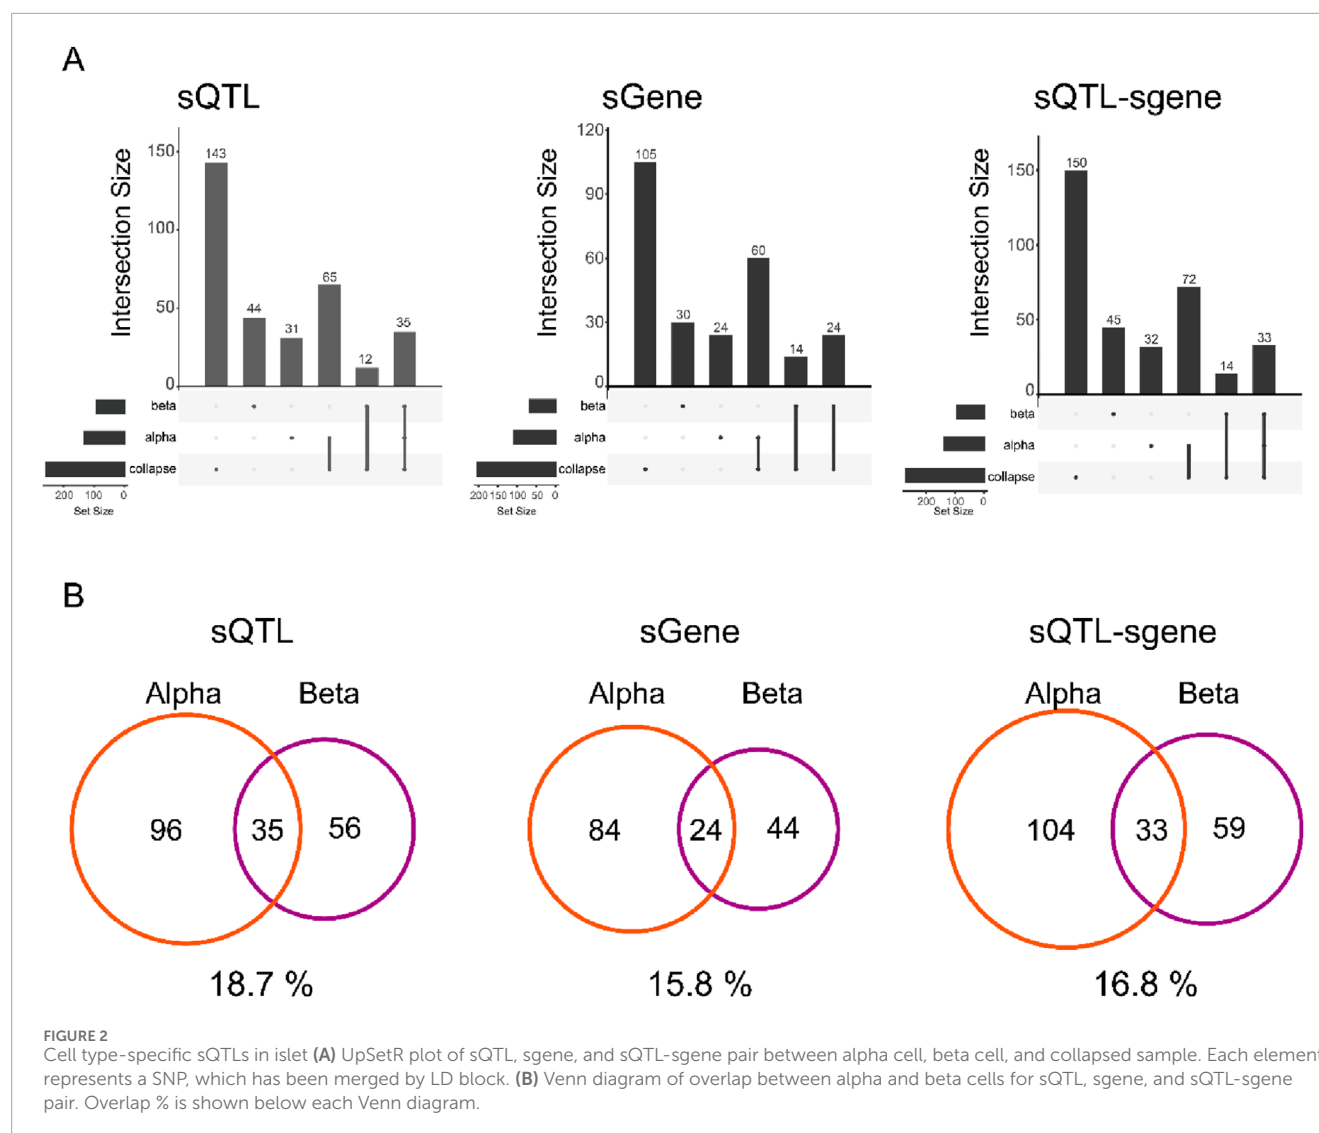 A
sQTL
sGene
sQTL-sgene
Intersection Size
150
100
50
0
143
44
31
65
12
35
beta
alpha
collapse
200 100 0
Set Size
Intersection Size
120
90
60
30
0
105
30
24
60
14
24
beta
alpha
collapse
200 150 100 50 0
Set Size
Intersection Size
150
100
50
0
150
45
32
72
14
33
beta
alpha
collapse
200 100 0
Set Size
B
sQTL
sGene
sQTL-sgene
Alpha Beta
Alpha Beta
Alpha Beta
96 35 56
84 24 44
104 33 59
18.7 %
15.8 %
16.8 %
FIGURE 2
Cell type-specific sQTLs in islet (A) UpSetR plot of sQTL, sgene, and sQTL-sgene pair between alpha cell, beta cell, and collapsed sample. Each element
represents a SNP, which has been merged by LD block. (B) Venn diagram of overlap between alpha and beta cells for sQTL, sgene, and sQTL-sgene
pair. Overlap % is shown below each Venn diagram.